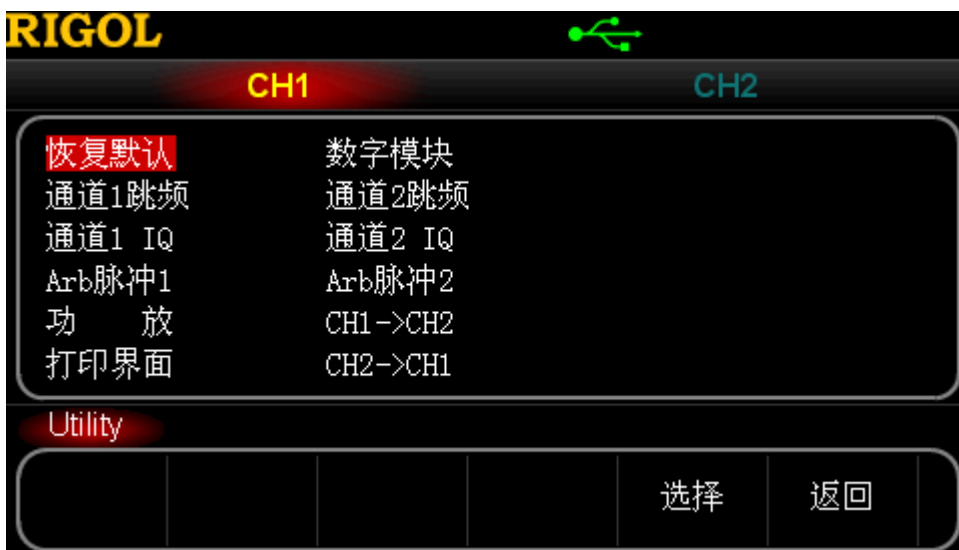 RIGOL
CH1 CH2
恢复默认 数字模块
通道1跳频 通道2跳频
通道1 IQ 通道2 IQ
Arb脉冲1 Arb脉冲2
功 放 CH1->CH2
打印界面 CH2->CH1
Utility
选择 返回